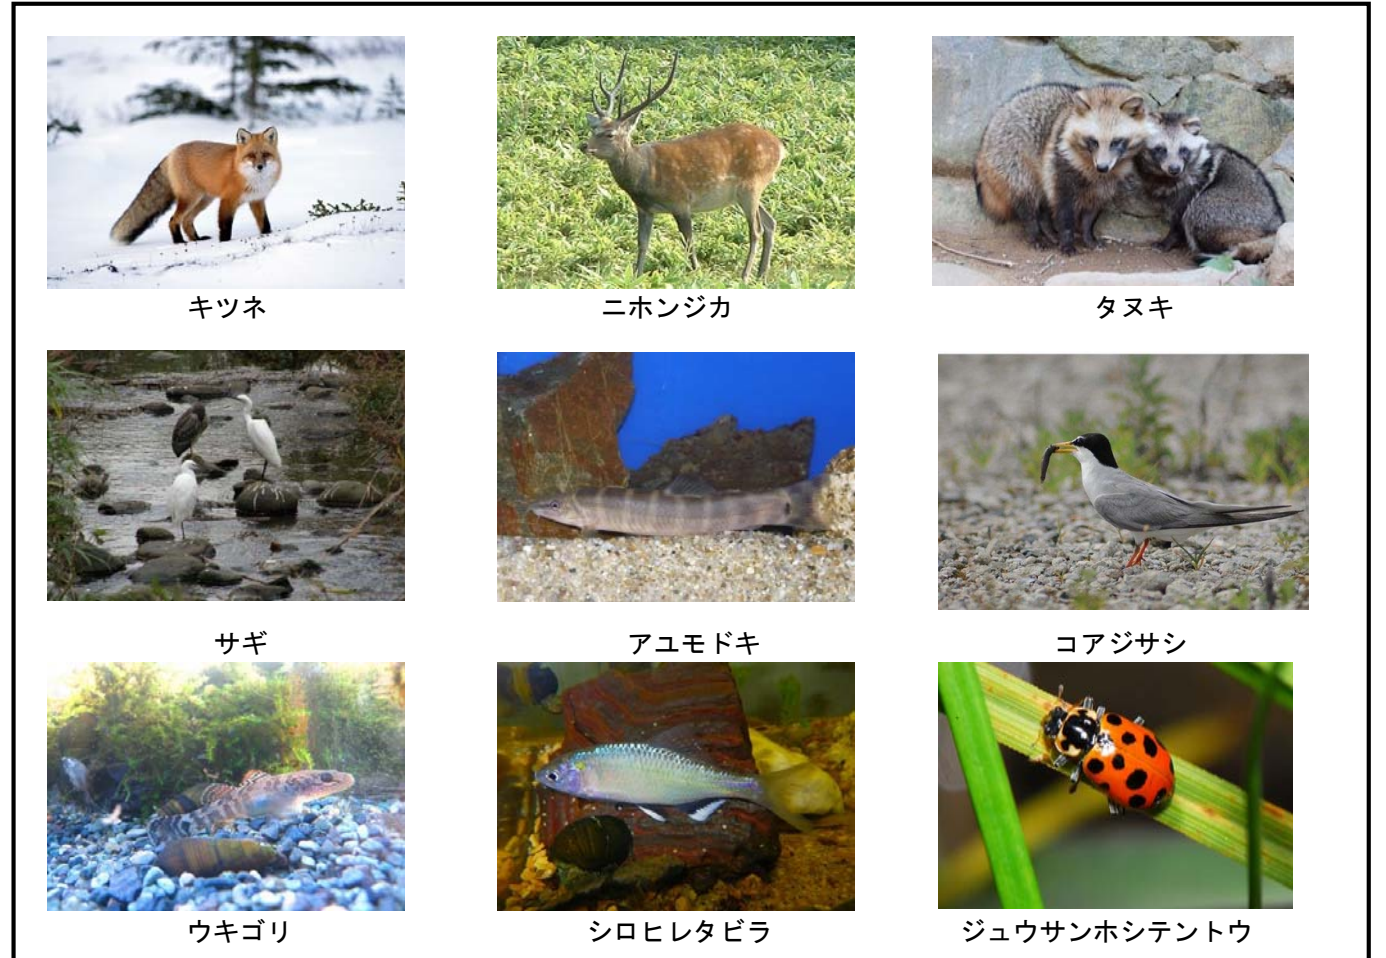 キツネ
ニホンジカ
タヌキ
サギ
アユモドキ
コアジサシ
ウキゴリ
シロヒレタビラ
ジュウサンホシテントウ